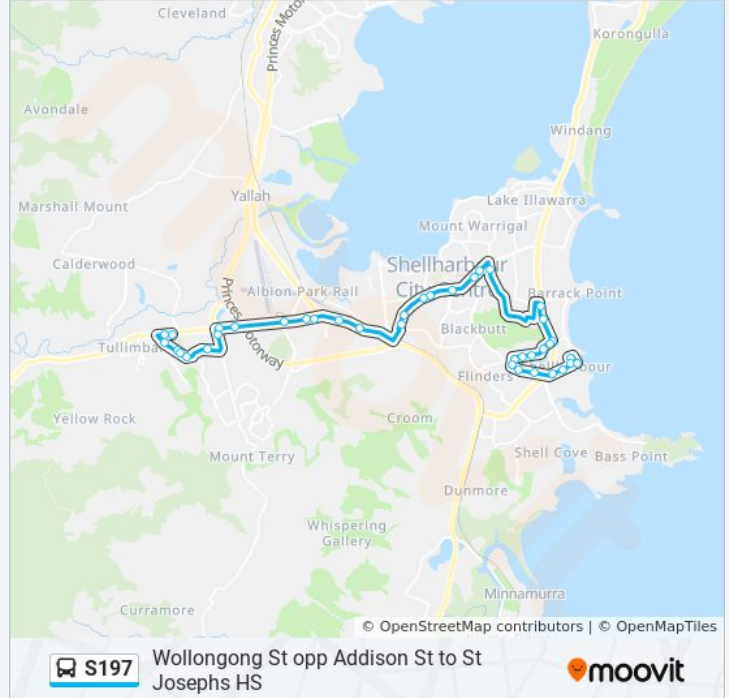 Cleveland
Princes Motorway
Korongulla
Avondale
Windang
Yallah
Lake Illawarra
Marshall Mount
Mount Warrigal
Calderwood
Shellharbour
City Centre
Princes Motorway
Albion Park Rail
Barrack Point
Blackbutt
Tullimbar
Shellharbour
Flinders
Yellow Rock
Croom
Mount Terry
Shell Cove
Bass Point
Dunmore
Whispering
Gallery
Minnamurra
Curramore
© OpenStreetMap contributors | © OpenMapTiles
S197
Wollongong St opp Addison St to St
Josephs HS
moovit